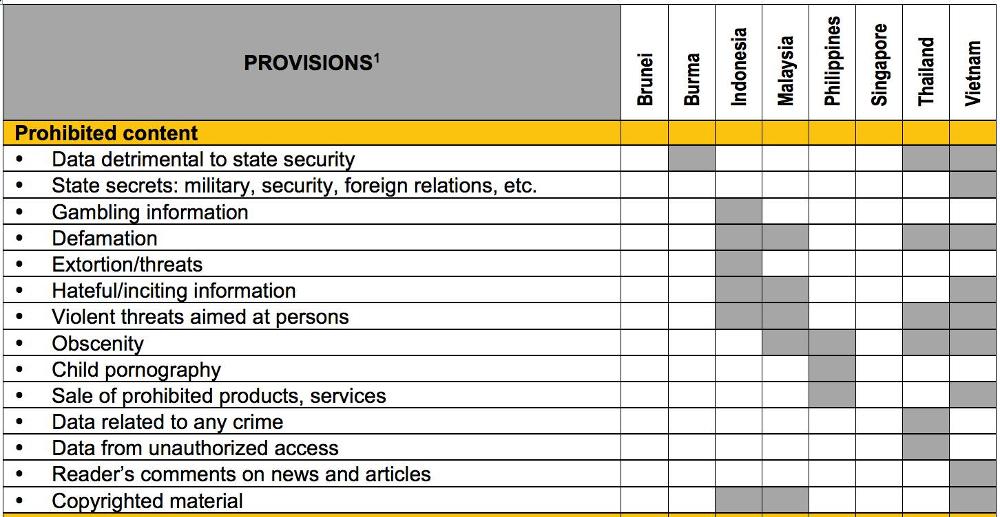 PROVISIONS1
Brunei
Burma
Indonesia
Malaysia
Philippines
Singapore
Thailand
Vietnam
Prohibited content
• Data detrimental to state security
• State secrets: military, security, foreign relations, etc.
• Gambling information
• Defamation
• Extortion/threats
• Hateful/inciting information
• Violent threats aimed at persons
• Obscenity
• Child pornography
• Sale of prohibited products, services
• Data related to any crime
• Data from unauthorized access
• Reader’s comments on news and articles
• Copyrighted material